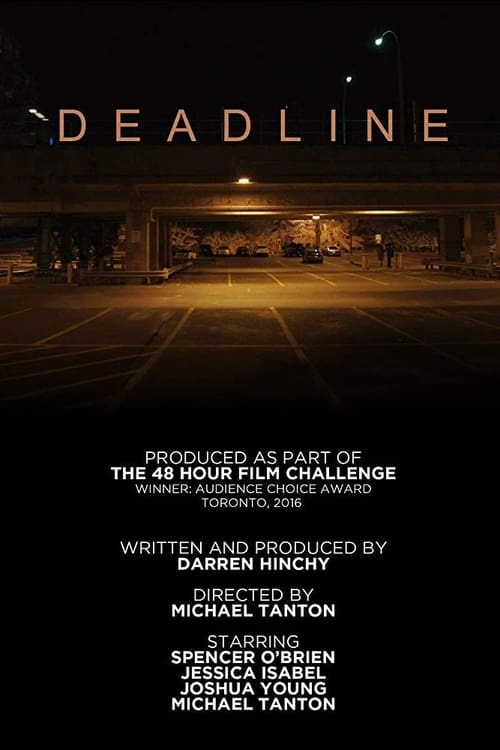 DEADLINE
PRODUCED AS PART OF
THE 48 HOUR FILM CHALLENGE
WINNER: AUDIENCE CHOICE AWARD
TORONTO, 2016
WRITTEN AND PRODUCED BY
DARREN HINCHY
DIRECTED BY
MICHAEL TANTON
STARRING
SPENCER O'BRIEN
JESSICA ISABEL
JOSHUA YOUNG
MICHAEL TANTON